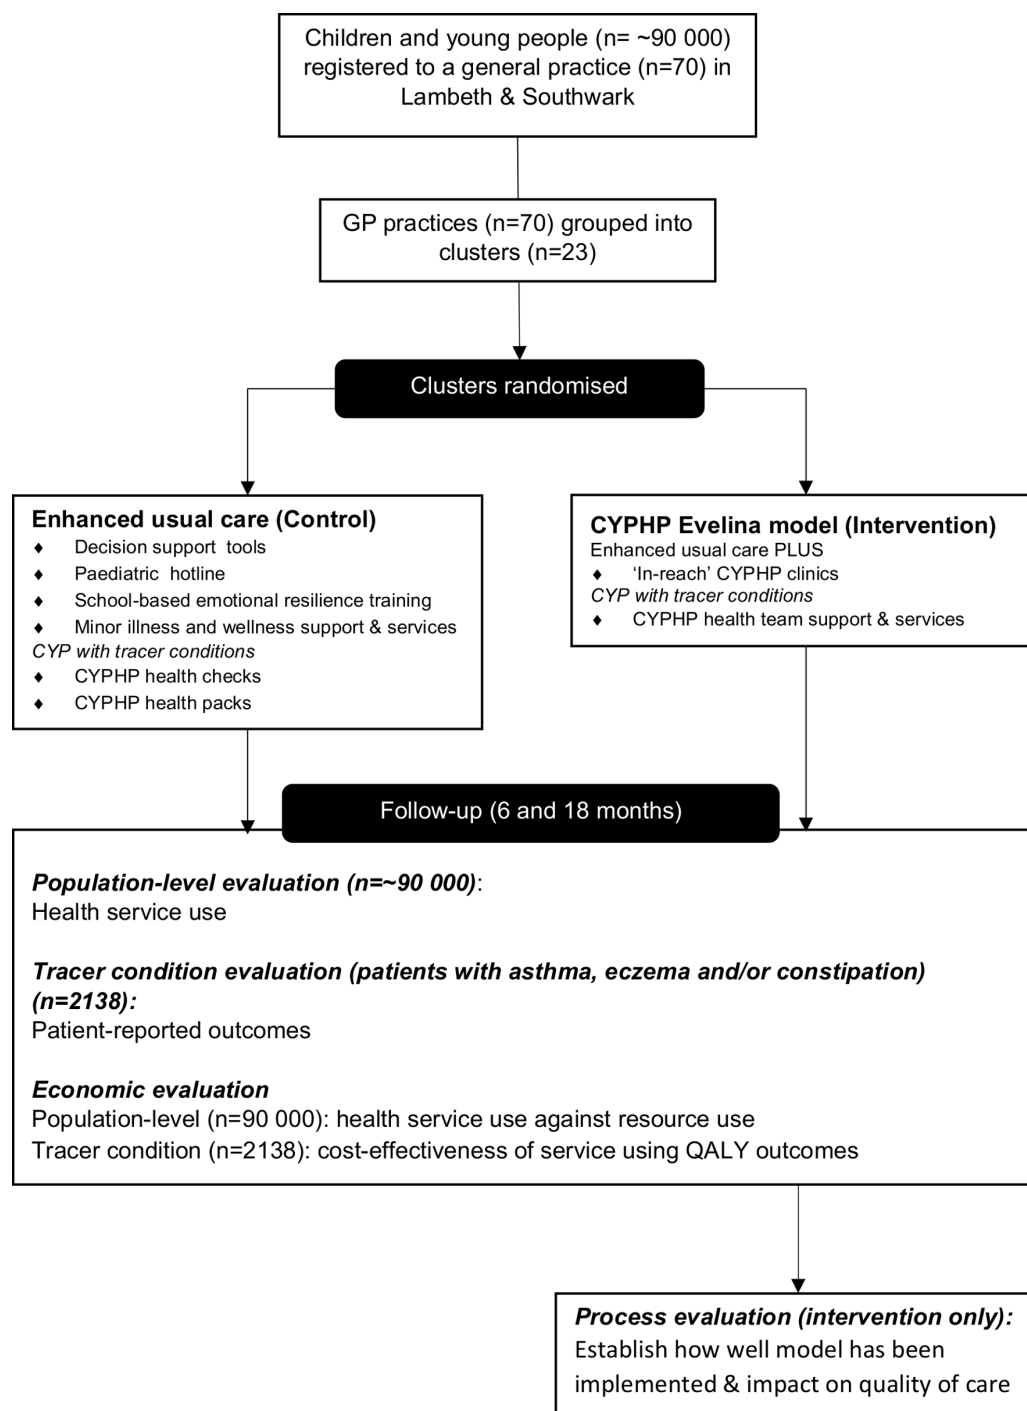 Children and young people (n= ~90 000)
registered to a general practice (n=70) in
Lambeth & Southwark
GP practices (n=70) grouped into
clusters (n=23)
Clusters randomised
Enhanced usual care (Control)
♦ Decision support tools
♦ Paediatric hotline
♦ School-based emotional resilience training
♦ Minor illness and wellness support & services
CYP with tracer conditions
♦ CYPHP health checks
♦ CYPHP health packs
CYPHP Evelina model (Intervention)
Enhanced usual care PLUS
♦ ‘In-reach’ CYPHP clinics
CYP with tracer conditions
♦ CYPHP health team support & services
Follow-up (6 and 18 months)
Population-level evaluation (n=~90 000):
Health service use
Tracer condition evaluation (patients with asthma, eczema and/or constipation)
(n=2138):
Patient-reported outcomes
Economic evaluation
Population-level (n=90 000): health service use against resource use
Tracer condition (n=2138): cost-effectiveness of service using QALY outcomes
Process evaluation (intervention only):
Establish how well model has been
implemented & impact on quality of care